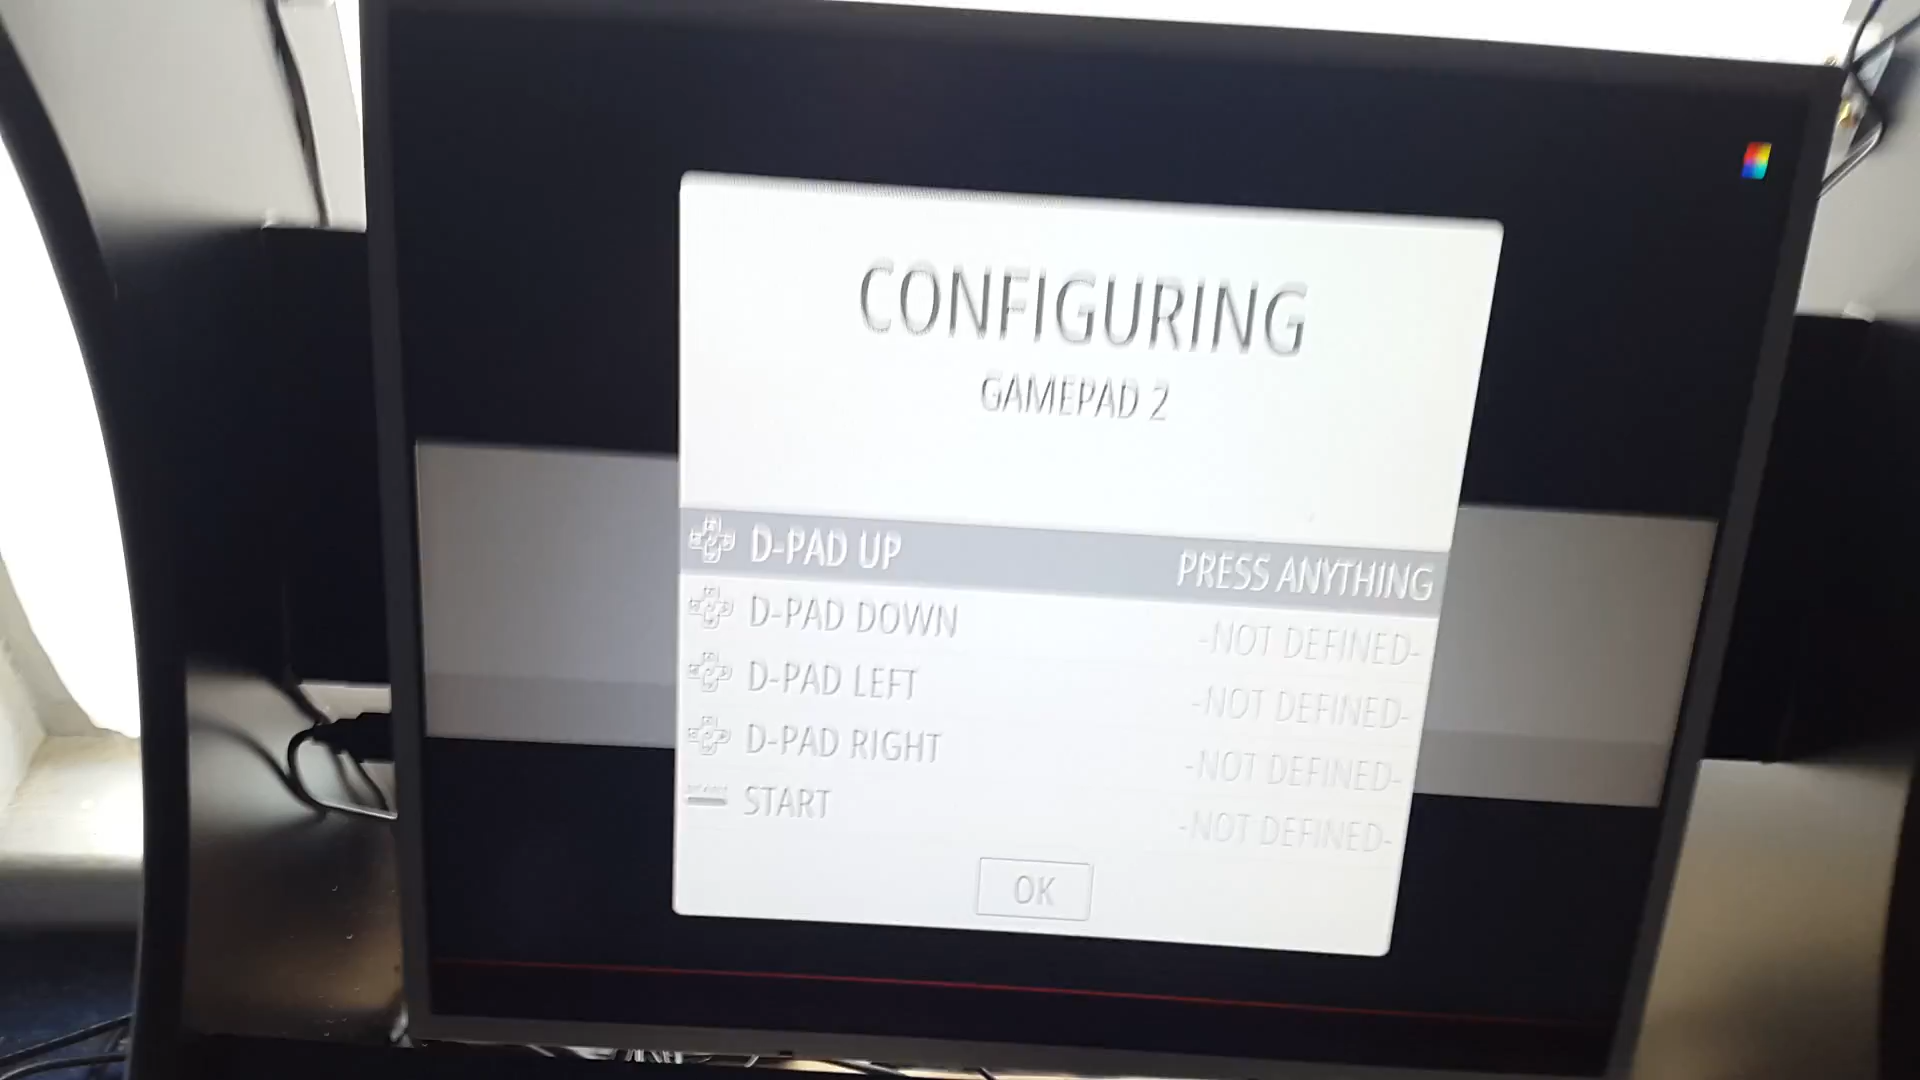 CONFIGURING
GAMEPAD 2
D-PAD UP PRESS ANYTHING
D-PAD DOWN -NOT DEFINED-
D-PAD LEFT -NOT DEFINED-
D-PAD RIGHT -NOT DEFINED-
START -NOT DEFINED-
OK